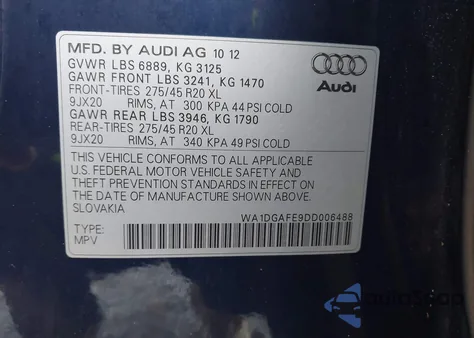 MFD. BY AUDI AG 10 12
GVWR LBS 6889, KG 3125
GAWR FRONT LBS 3241, KG 1470
FRONT-TIRES 275/45 R20 XL
9JX20 RIMS, AT 300 KPA 44 PSI COLD
GAWR REAR LBS 3946, KG 1790
REAR-TIRES 275/45 R20 XL
9JX20 RIMS, AT 340 KPA 49 PSI COLD
Audi
THIS VEHICLE CONFORMS TO ALL APPLICABLE
U.S. FEDERAL MOTOR VEHICLE SAFETY AND
THEFT PREVENTION STANDARDS IN EFFECT ON
DATE OF MANUFACTURE SHOWN ABOVE.
SLOVAKIA
WA1DGAFE9DD006488
TYPE:
MPV